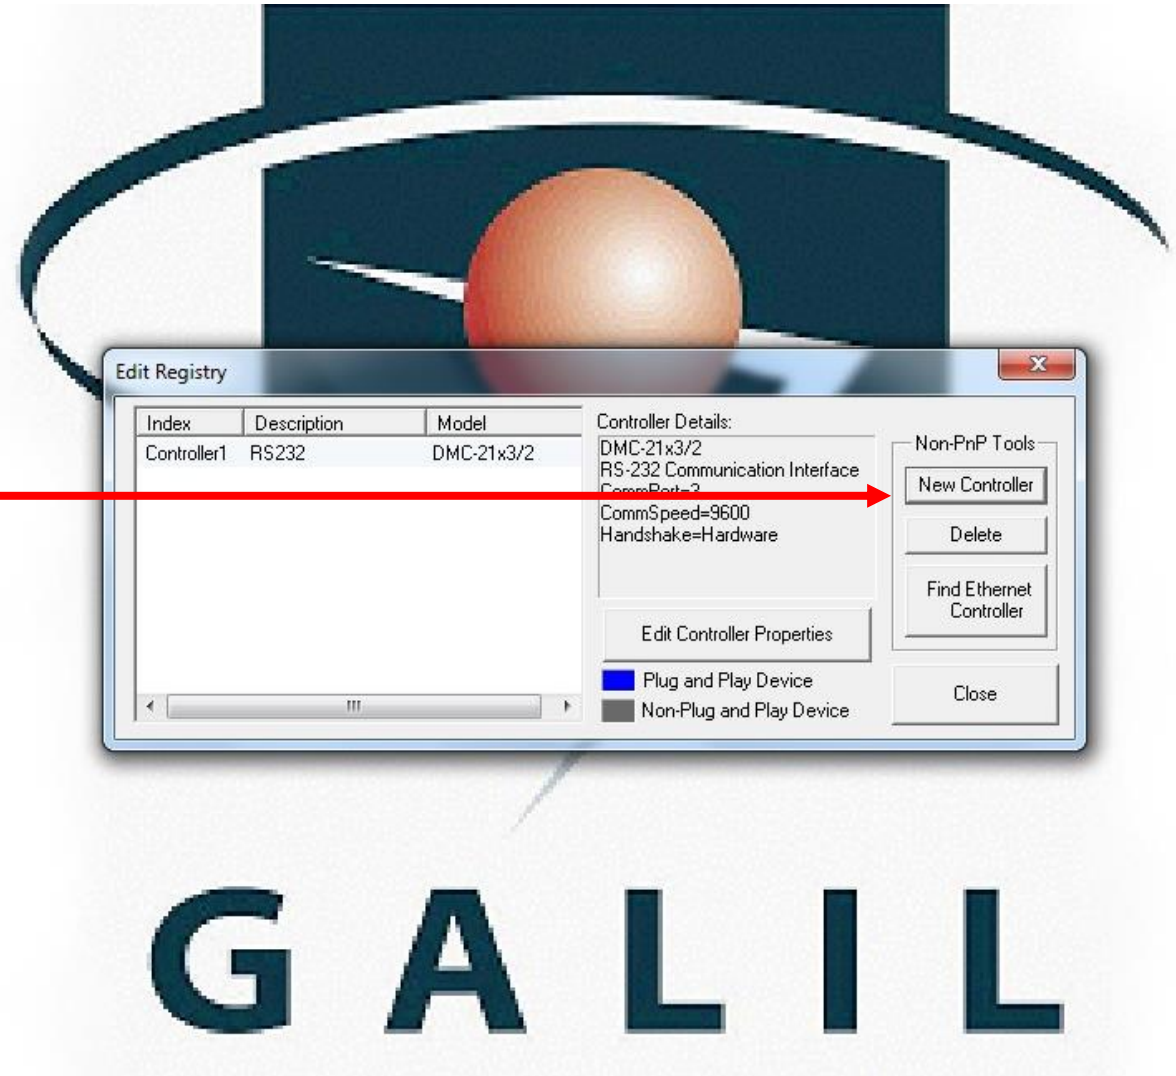 Edit Registry
Index Description Model
Controller1 RS232 DMC-21x3/2
Controller Details:
DMC-21x3/2
RS-232 Communication Interface
CommPort=3
CommSpeed=9600
Handshake=Hardware
Edit Controller Properties
Plug and Play Device
Non-Plug and Play Device
Non-PnP Tools
New Controller
Delete
Find Ethernet
Controller
Close
GALIL